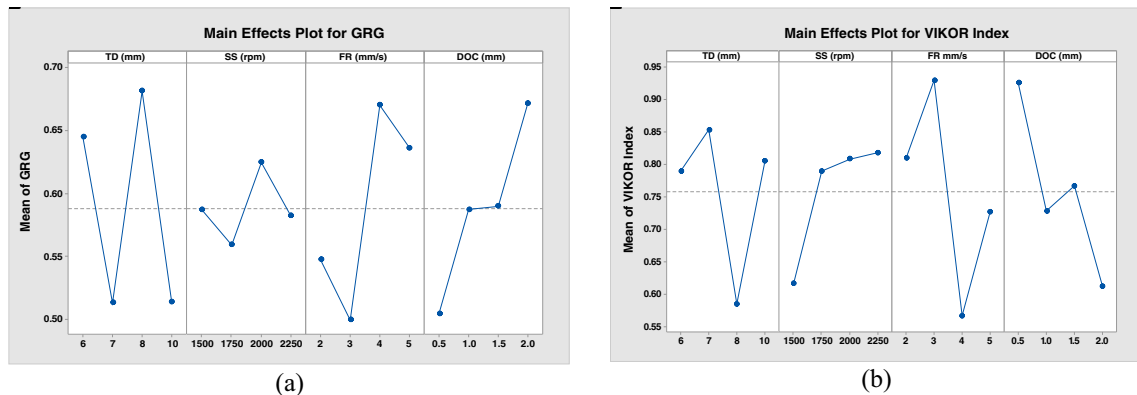 Main Effects Plot for GRG
TD (mm) SS (rpm) FR (mm/s) DOC (mm)
Mean of GRG
0.70
0.65
0.60
0.55
0.50
6 7 8 10 1500 1750 2000 2250 2 3 4 5 0.5 1.0 1.5 2.0
(a)
Main Effects Plot for VIKOR Index
TD (mm) SS (rpm) FR mm/s) DOC (mm)
Mean of VIKOR Index
0.95
0.90
0.85
0.80
0.75
0.70
0.65
0.60
0.55
6 7 8 10 1500 1750 2000 2250 2 3 4 5 0.5 1.0 1.5 2.0
(b)